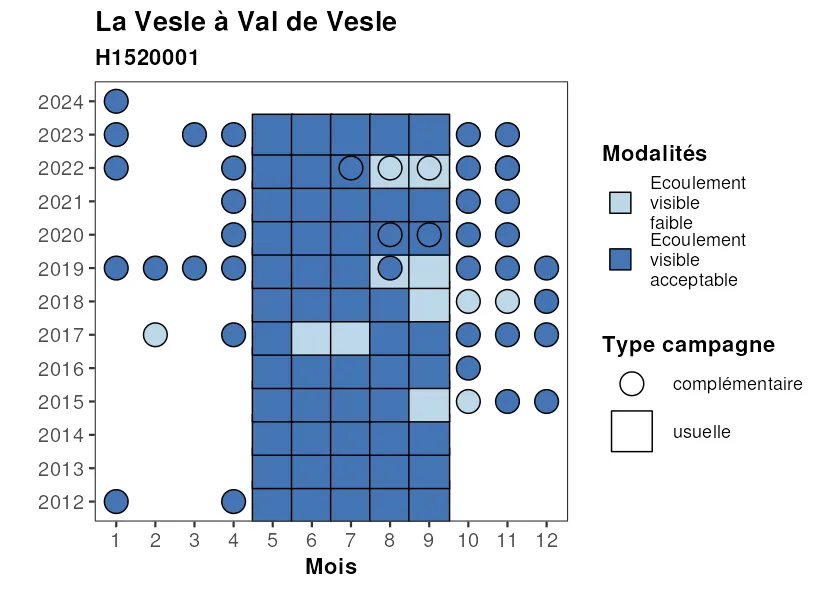 La Vesle à Val de Vesle
H1520001
2024
2023
2022
2021
2020
2019
2018
2017
2016
2015
2014
2013
2012
1 2 3 4 5 6 7 8 9 10 11 12
Mois
Modalités
Ecoulement
visible
faible
Ecoulement
visible
acceptable
Type campagne
complémentaire
usuelle